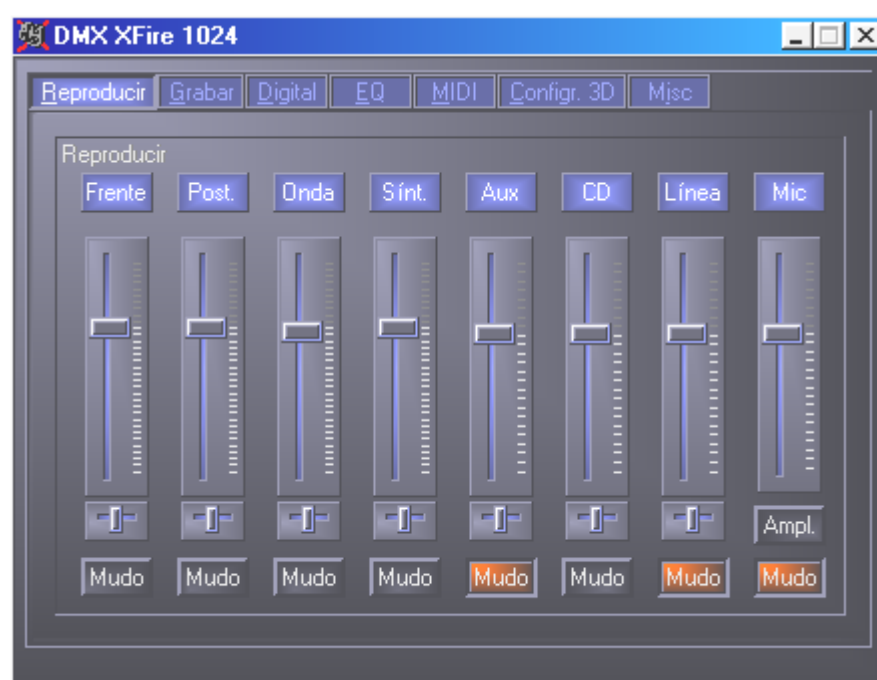 DMX XFire 1024
Reproducir Grabar Digital EQ MIDI Configr. 3D Misc
Reproducir
Frente Post. Onda Sínt. Aux CD Línea Mic
Ampl.
Mudo Mudo Mudo Mudo Mudo Mudo Mudo Mudo